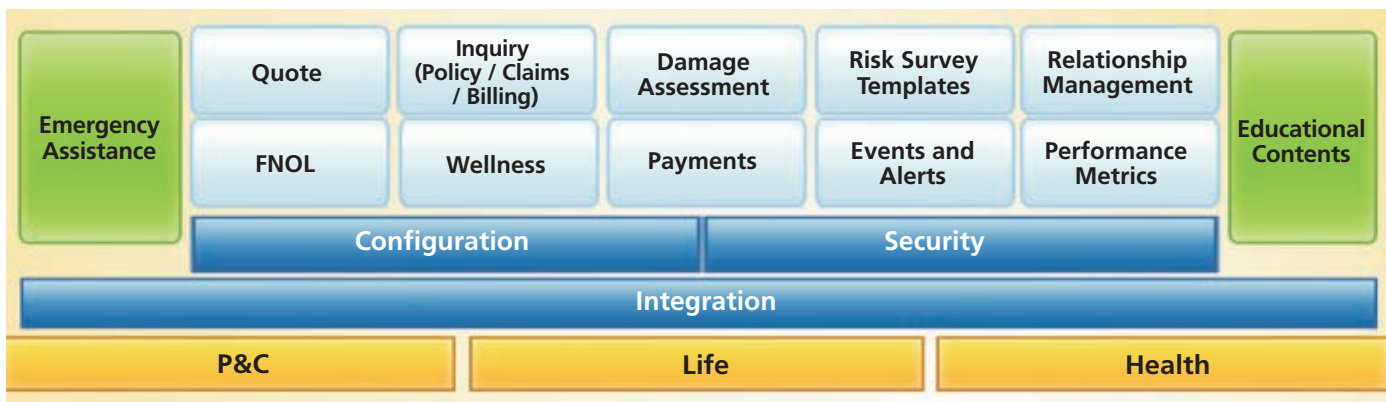 Emergency
Assistance
Quote
Inquiry
(Policy / Claims
/ Billing)
Damage
Assessment
Risk Survey
Templates
Relationship
Management
FNOL
Wellness
Payments
Events and
Alerts
Performance
Metrics
Educational
Contents
Configuration
Security
Integration
P&C
Life
Health